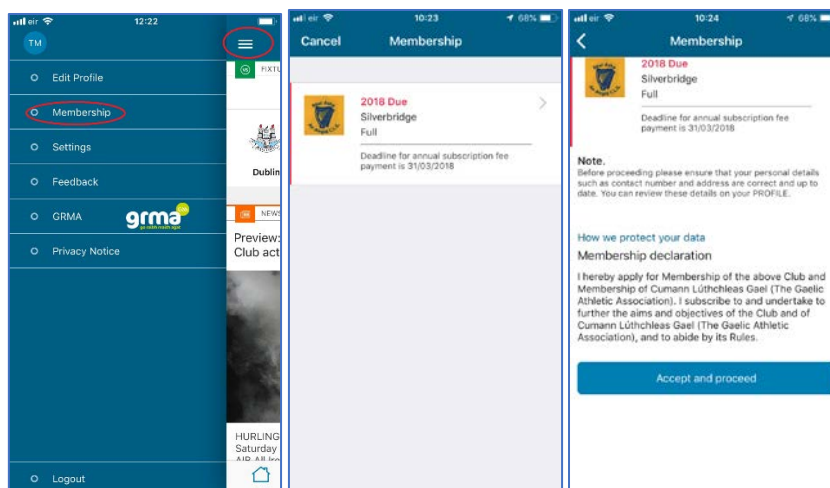 eir
12:22
TM
Edit Profile
Membership
Settings
Feedback
GRMA
grma
Privacy Notice
Logout
FIXTU
Dublin
NEWS
Preview:
Club act
HURLING
Saturday
eir
10:23
68%
Cancel
Membership
2018 Due
Silverbridge
Full
Deadline for annual subscription fee
payment is 31/03/2018
eir
10:24
68%
Membership
2018 Due
Silverbridge
Full
Deadline for annual subscription fee
payment is 31/03/2018
Note.
Before proceeding please ensure that your personal details
such as contact number and address are correct and up to
date. You can review these details on your PROFILE.
How we protect your data
Membership declaration
I hereby apply for Membership of the above Club and
Membership of Cumann Lúthchleas Gael (The Gaelic
Athletic Association). I subscribe to and undertake to
further the aims and objectives of the Club and of
Cumann Lúthchleas Gael (The Gaelic Athletic
Association), and to abide by its Rules.
Accept and proceed